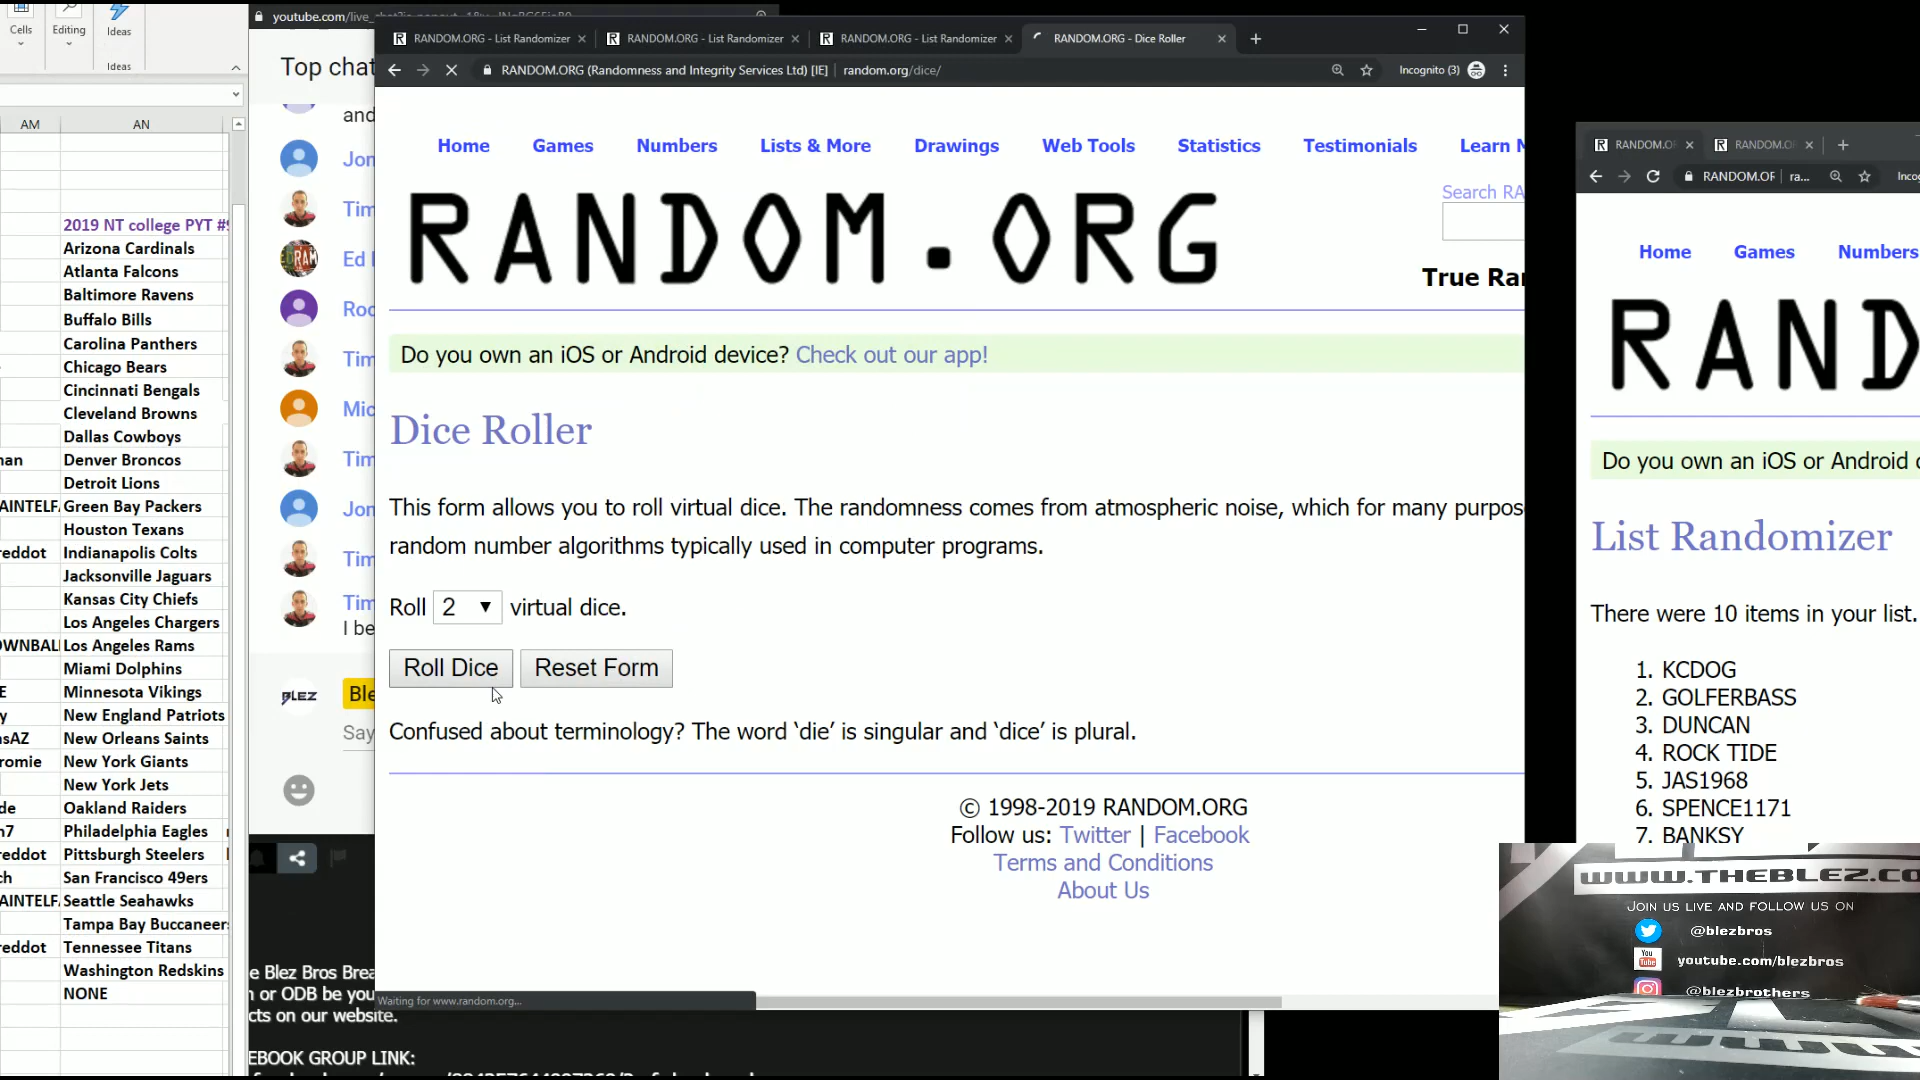 Cells
Editing
Ideas
Ideas
AM
AN
2019 NT college PYT
Arizona Cardinals
Atlanta Falcons
Baltimore Ravens
Buffalo Bills
Carolina Panthers
Chicago Bears
Cincinnati Bengals
Cleveland Browns
Dallas Cowboys
Denver Broncos
Detroit Lions
Green Bay Packers
Houston Texans
reddot Indianapolis Colts
Jacksonville Jaguars
Kansas City Chiefs
Los Angeles Chargers
Los Angeles Rams
Miami Dolphins
Minnesota Vikings
New England Patriots
New Orleans Saints
romie New York Giants
New York Jets
Oakland Raiders
Philadelphia Eagles
reddot Pittsburgh Steelers
San Francisco 49ers
Seattle Seahawks
Tampa Bay Buccaneers
reddot Tennessee Titans
Washington Redskins
NONE
Top chat
and
Jon
Tim
Ed
Roc
Tim
Mic
Tim
Jon
Tim
Tim
I be
BLEZ
Ble
Say
e Blez Bros Brea
n or ODB be you
cts on our website.
EBOOK GROUP LINK:
RANDOM.ORG - List Randomizer
RANDOM.ORG - List Randomizer
RANDOM.ORG - List Randomizer
RANDOM.ORG - Dice Roller
RANDOM.ORG (Randomness and Integrity Services Ltd) [IE] | random.org/dice/
Incognito (3)
Home Games Numbers Lists & More Drawings Web Tools Statistics Testimonials Learn M
RANDOM.ORG
Search RA
True Ran
Do you own an iOS or Android device? Check out our app!
Dice Roller
This form allows you to roll virtual dice. The randomness comes from atmospheric noise, which for many purpose
random number algorithms typically used in computer programs.
Roll 2 virtual dice.
Roll Dice Reset Form
Confused about terminology? The word ‘die’ is singular and ‘dice’ is plural.
© 1998-2019 RANDOM.ORG
Follow us: Twitter | Facebook
Terms and Conditions
About Us
Waiting for www.random.org...
RANDOM.O
RANDOM.O
RANDOM.OF | ra...
Inco
Home Games Numbers
RAND
Do you own an iOS or Android
List Randomizer
There were 10 items in your list.
1. KCDOG
2. GOLFERBASS
3. DUNCAN
4. ROCK TIDE
5. JAS1968
6. SPENCE1171
7. BANKSY
WWW.THEBLEZ.CO
JOIN US LIVE AND FOLLOW US ON
@blezbros
youtube.com/blezbros
@blezbrothers